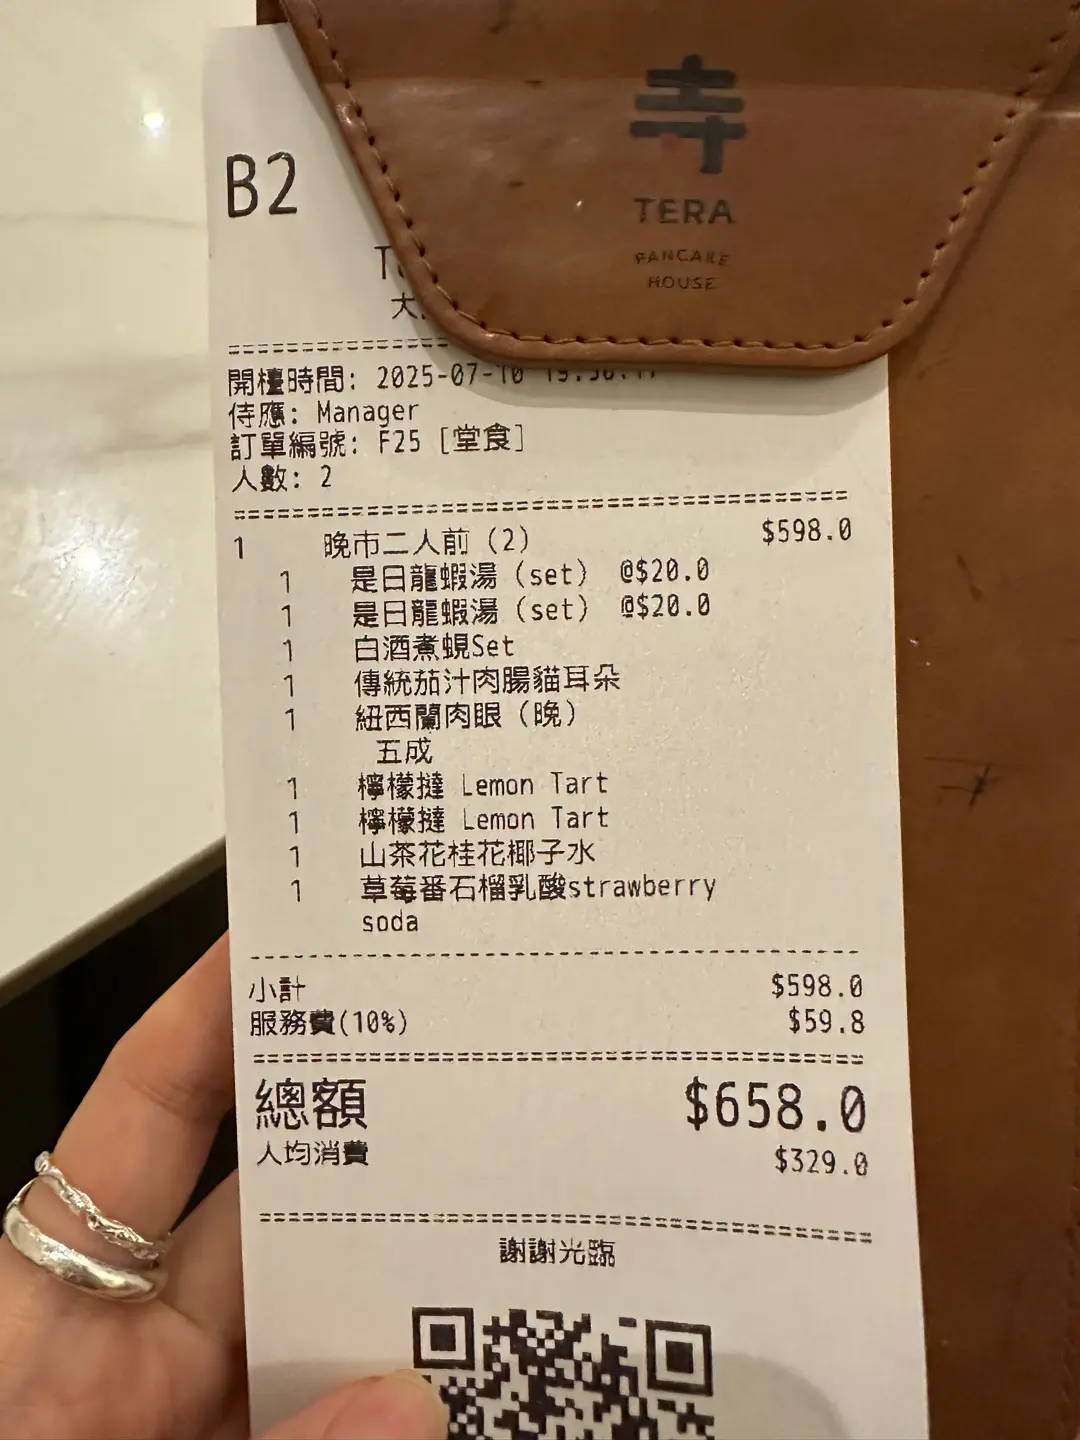 寺
TERA
PANCAKE
HOUSE
B2
開檯時間: 2025-07-10
侍應: Manager
訂單編號: F25 [堂食]
人數: 2
1 晚市二人前 (2) $598.0
1 是日龍蝦湯 (set) @$20.0
1 是日龍蝦湯 (set) @$20.0
1 白酒煮蜆Set
1 傳統茄汁肉腸貓耳朵
1 紐西蘭肉眼 (晚)
五成
1 檸檬撻 Lemon Tart
1 檸檬撻 Lemon Tart
1 山茶花桂花椰子水
1 草莓番石榴乳酸strawberry
soda
小計 $598.0
服務費(10%) $59.8
總額 $658.0
人均消費 $329.0
謝謝光臨